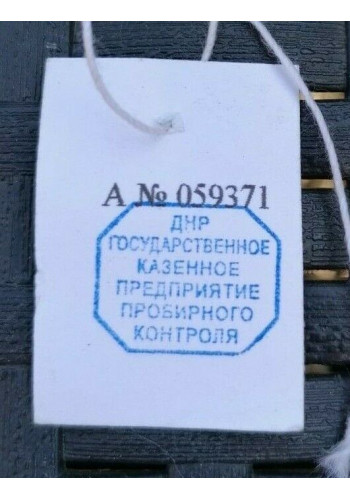 А № 059371
ДНР
ГОСУДАРСТВЕННОЕ
КАЗЕННОЕ
ПРЕДПРИЯТИЕ
ПРОБИРНОГО
КОНТРОЛЯ